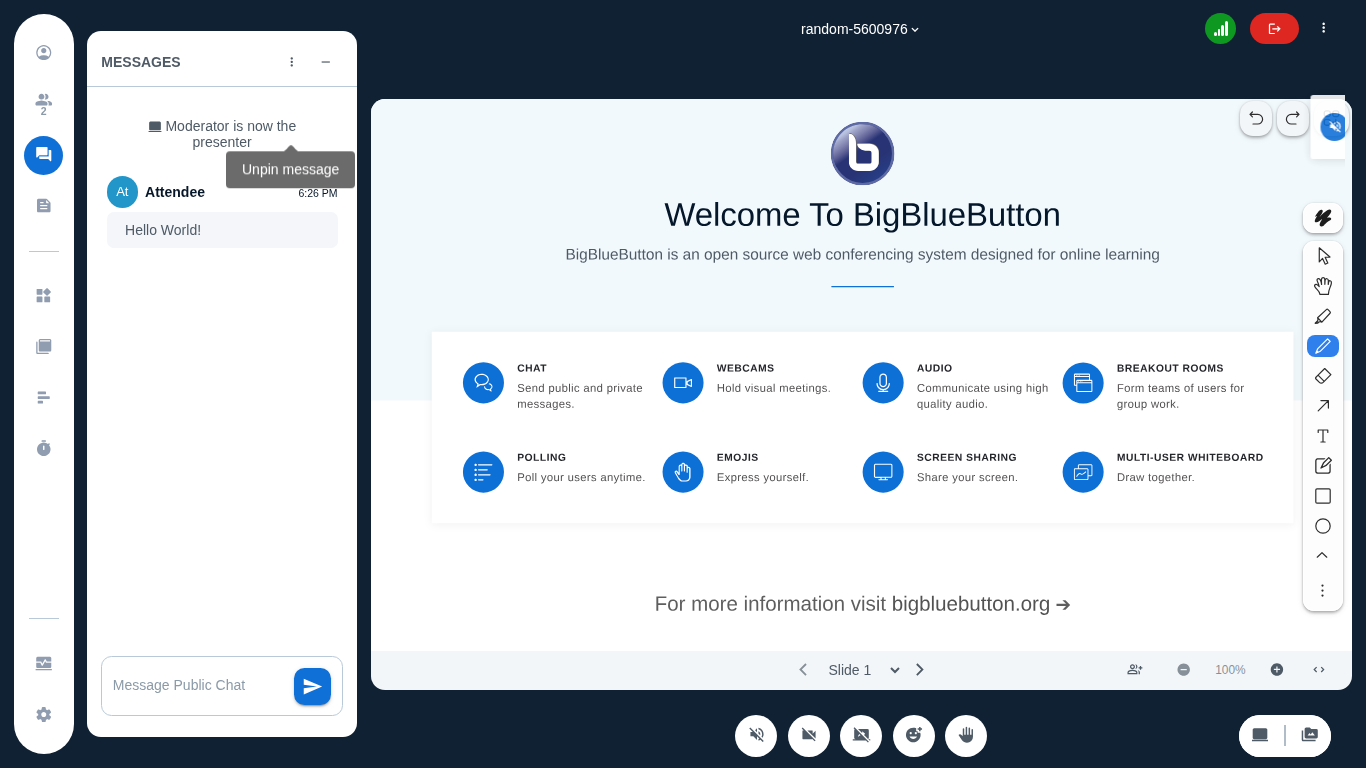 random-5600976
2
MESSAGES
Moderator is now the
presenter
Unpin message
At
Attendee
6:26 PM
Hello World!
Message Public Chat
Welcome To BigBlueButton
BigBlueButton is an open source web conferencing system designed for online learning
CHAT
Send public and private
messages.
WEBCAMS
Hold visual meetings.
AUDIO
Communicate using high
quality audio.
BREAKOUT ROOMS
Form teams of users for
group work.
POLLING
Poll your users anytime.
EMOJIS
Express yourself.
SCREEN SHARING
Share your screen.
MULTI-USER WHITEBOARD
Draw together.
For more information visit bigbluebutton.org ➔
Slide 1
100%